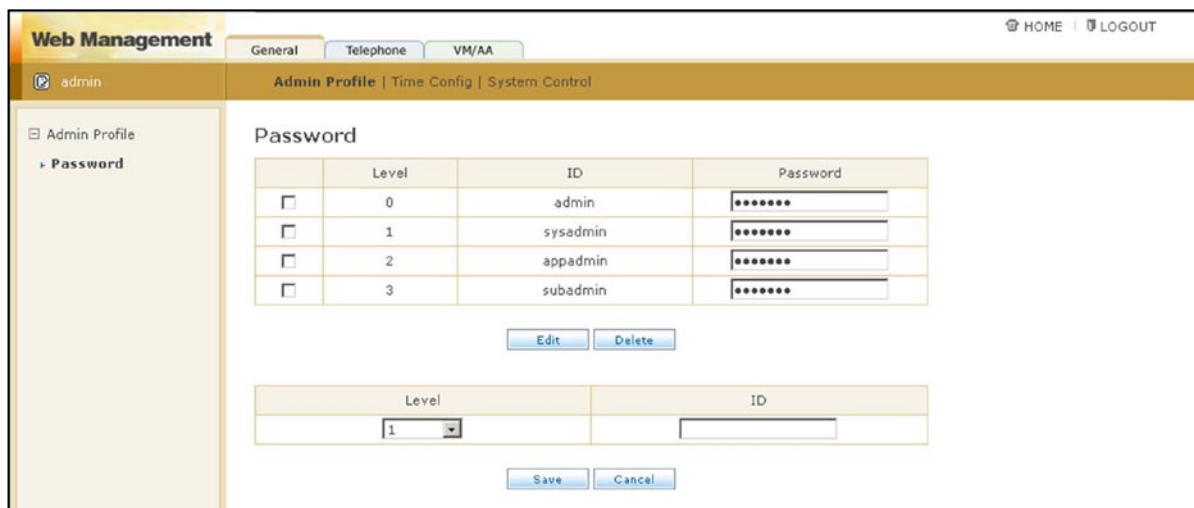 HOME | LOGOUT
Web Management
General Telephone VM/AA
admin
Admin Profile | Time Config | System Control
Admin Profile
Password
Password
Level ID Password
0 admin •••••••
1 sysadmin •••••••
2 appadmin •••••••
3 subadmin •••••••
Edit Delete
Level ID
1
Save Cancel